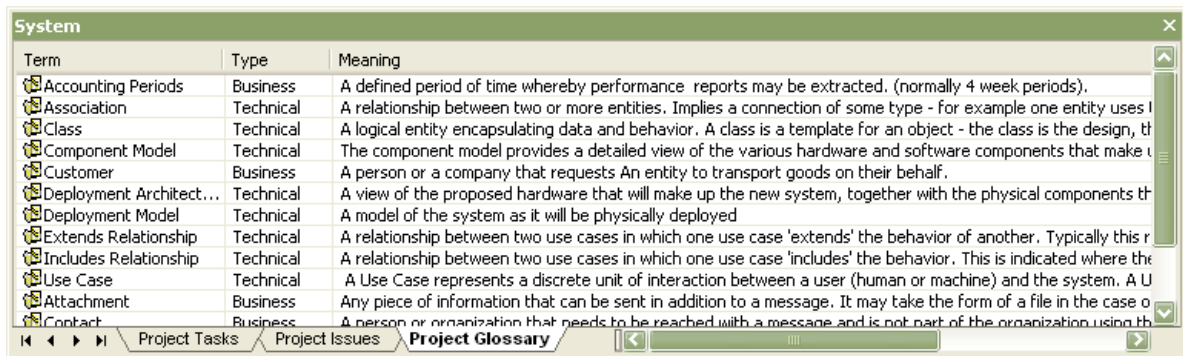 System
Term Type Meaning
Accounting Periods Business A defined period of time whereby performance reports may be extracted. (normally 4 week periods).
Association Technical A relationship between two or more entities. Implies a connection of some type - for example one entity uses
Class Technical A logical entity encapsulating data and behavior. A class is a template for an object - the class is the design,
Component Model Technical The component model provides a detailed view of the various hardware and software components that make
Customer Business A person or a company that requests An entity to transport goods on their behalf.
Deployment Architect... Technical A view of the proposed hardware that will make up the new system, together with the physical components
Deployment Model Technical A model of the system as it will be physically deployed
Extends Relationship Technical A relationship between two use cases in which one use case 'extends' the behavior of another. Typically this
Includes Relationship Technical A relationship between two use cases in which one use case 'includes' the behavior. This is indicated where the
Use Case Technical A Use Case represents a discrete unit of interaction between a user (human or machine) and the system. A
Attachment Business Any piece of information that can be sent in addition to a message. It may take the form of a file in the case
Contact Business A person or organization that needs to be reached with a message and is not part of the organization using
Project Tasks Project Issues Project Glossary